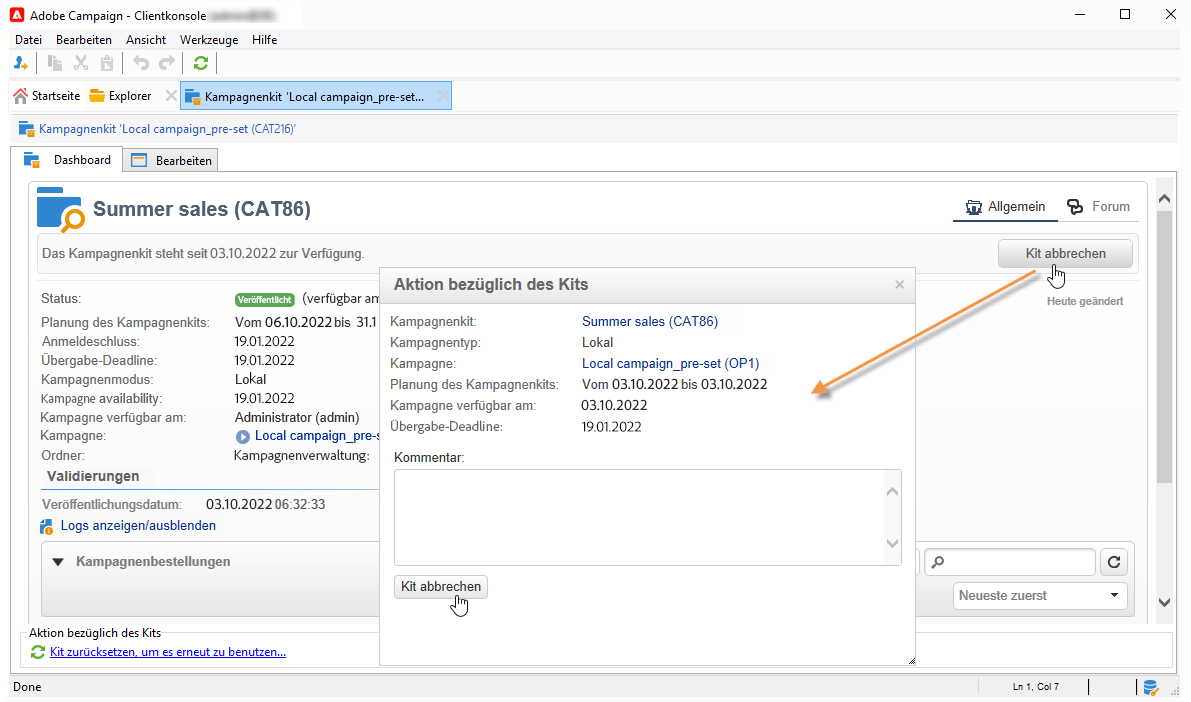 Adobe Campaign - Clientkonsole
Datei Bearbeiten Ansicht Werkzeuge Hilfe
Startseite Explorer Kampagnenkit 'Local campaign_pre-set...
Kampagnenkit 'Local campaign_pre-set (CAT216)'
Dashboard Bearbeiten
Summer sales (CAT86)
Allgemein Forum
Das Kampagnenkit steht seit 03.10.2022 zur Verfügung.
Kit abbrechen
Heute geändert
Status: Veröffentlicht (verfügbar am
Planung des Kampagnenkits: Vom 06.10.2022 bis 31.1
Anmeldeschluss: 19.01.2022
Übergabe-Deadline: 19.01.2022
Kampagnenmodus: Lokal
Kampagne availability: 19.01.2022
Kampagne verfügbar am: Administrator (admin)
Kampagne: Local campaign_pre-s
Ordner: Kampagnenverwaltung:
Validierungen
Veröffentlichungsdatum: 03.10.2022 06:32:33
Logs anzeigen/ausblenden
Kampagnenbestellungen
Neueste zuerst
Aktion bezüglich des Kits
Kampagnenkit: Summer sales (CAT86)
Kampagnentyp: Lokal
Kampagne: Local campaign_pre-set (OP1)
Planung des Kampagnenkits: Vom 03.10.2022 bis 03.10.2022
Kampagne verfügbar am: 03.10.2022
Übergabe-Deadline: 19.01.2022
Kommentar:
Kit abbrechen
Aktion bezüglich des Kits
Kit zurücksetzen, um es erneut zu benutzen...
Done Ln 1, Col 7